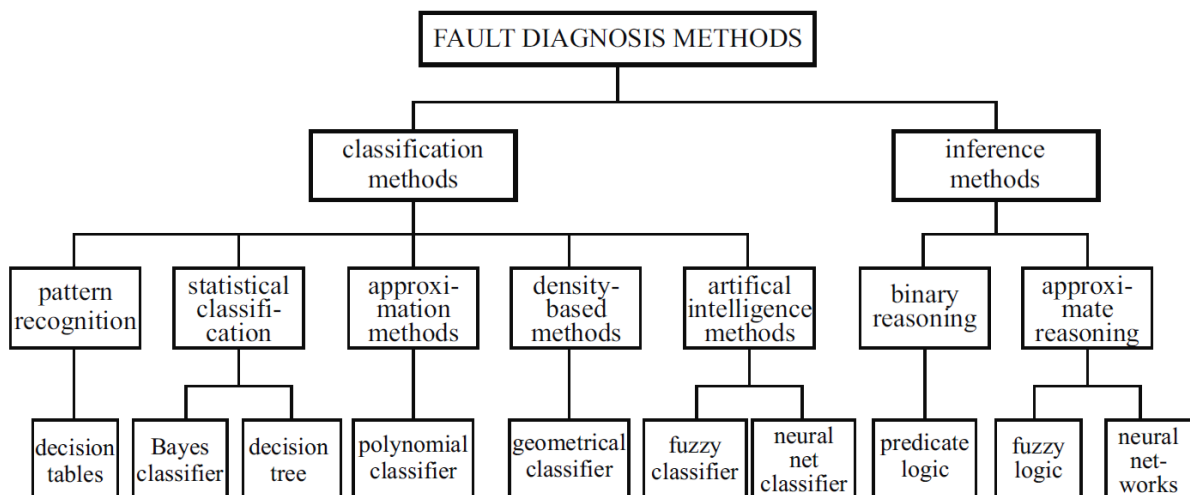 FAULT DIAGNOSIS METHODS
classification
methods
inference
methods
pattern
recognition
statistical
classifi-
cation
approxi-
mation
methods
density-
based
methods
artifical
intelligence
methods
binary
reasoning
approxi-
mate
reasoning
decision
tables
Bayes
classifier
decision
tree
polynomial
classifier
geometrical
classifier
fuzzy
classifier
neural
net
classifier
predicate
logic
fuzzy
logic
neural
net-
works